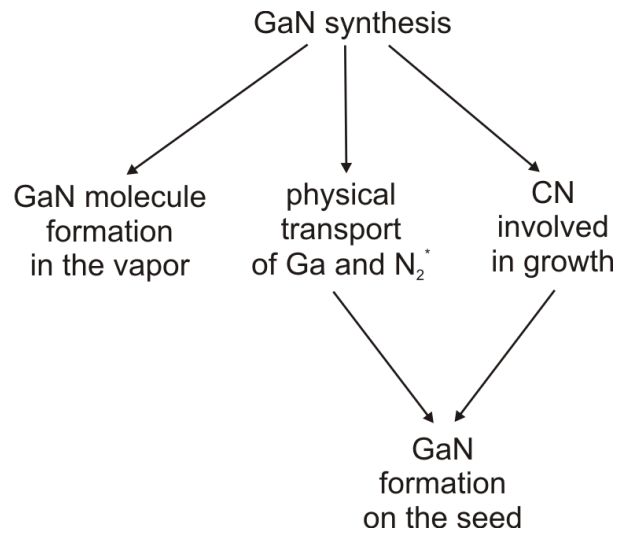 GaN synthesis
GaN molecule
formation
in the vapor
physical
transport
of Ga and N₂*
CN
involved
in growth
GaN
formation
on the seed